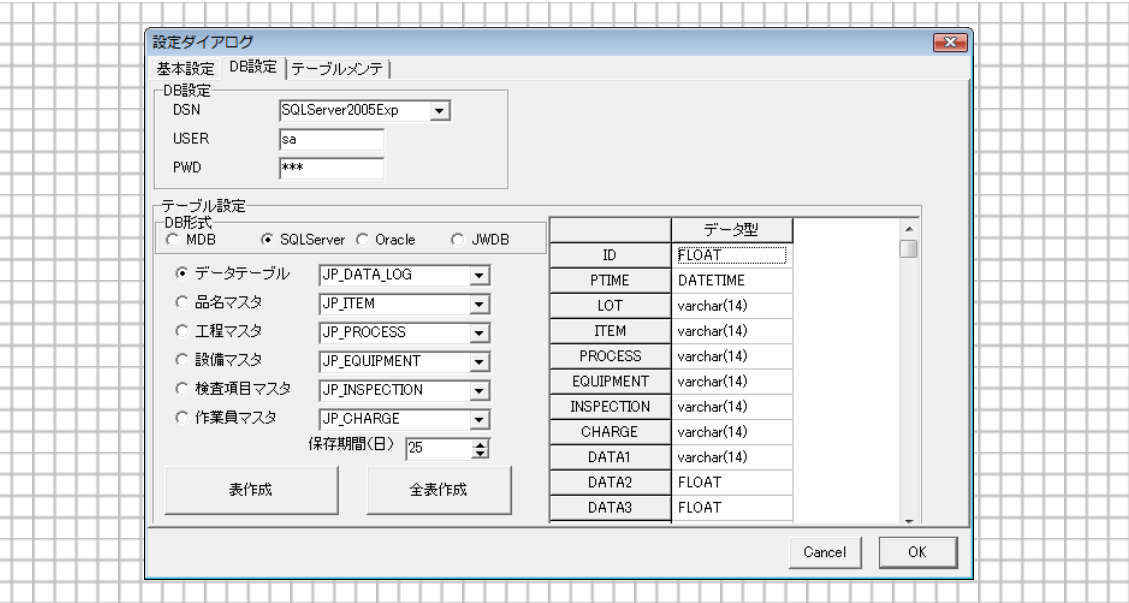 設定ダイアログ
基本設定 DB設定 テーブルメンテ
DB設定
DSN SQLServer2005Exp
USER sa
PWD ***
テーブル設定
DB形式
MDB SQLServer Oracle JWDB
データテーブル JP_DATA_LOG
品名マスタ JP_ITEM
工程マスタ JP_PROCESS
設備マスタ JP_EQUIPMENT
検査項目マスタ JP_INSPECTION
作業員マスタ JP_CHARGE
保存期間(日) 25
表作成 全表作成
データ型
ID FLOAT
PTIME DATETIME
LOT varchar(14)
ITEM varchar(14)
PROCESS varchar(14)
EQUIPMENT varchar(14)
INSPECTION varchar(14)
CHARGE varchar(14)
DATA1 varchar(14)
DATA2 FLOAT
DATA3 FLOAT
Cancel OK